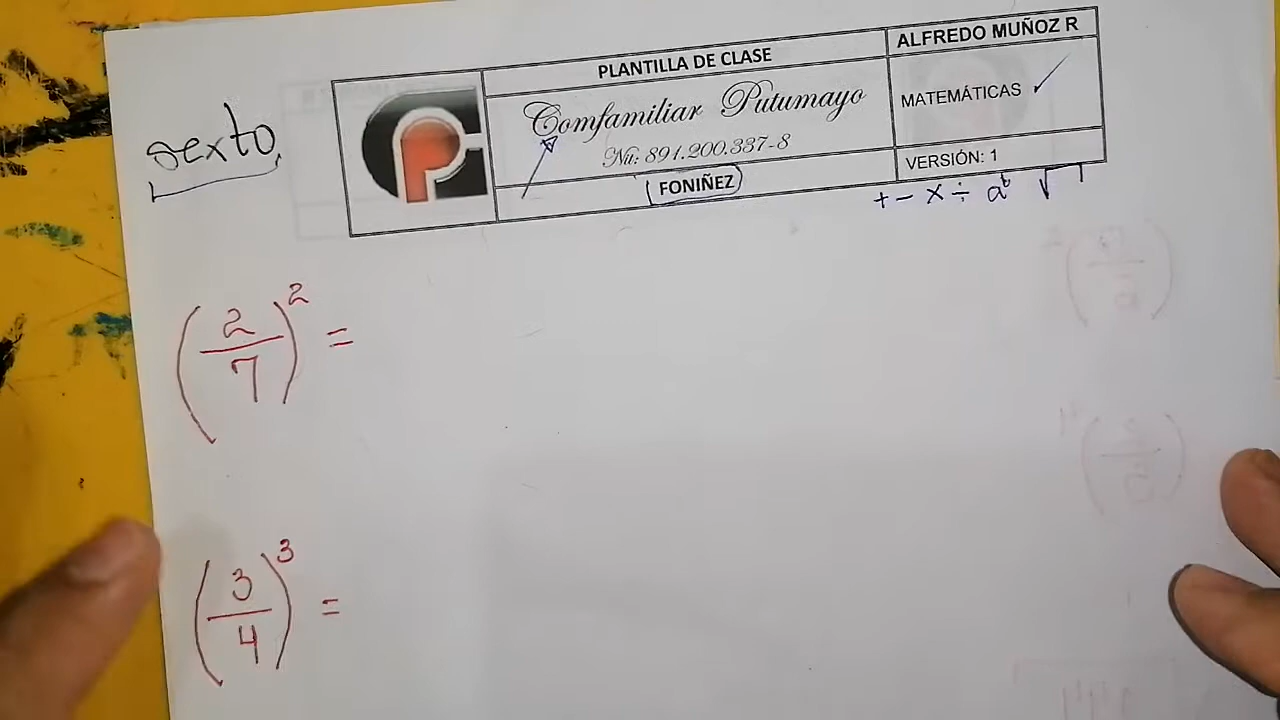 sexto
PLANTILLA DE CLASE
ALFREDO MUÑOZ R
Comfamiliar Putumayo
MATEMÁTICAS ✓
Nit: 891.200.337-8
FONIÑEZ
VERSIÓN: 1
+ - x ÷ aᵇ √
(2/7)² =
(3/4)³ =